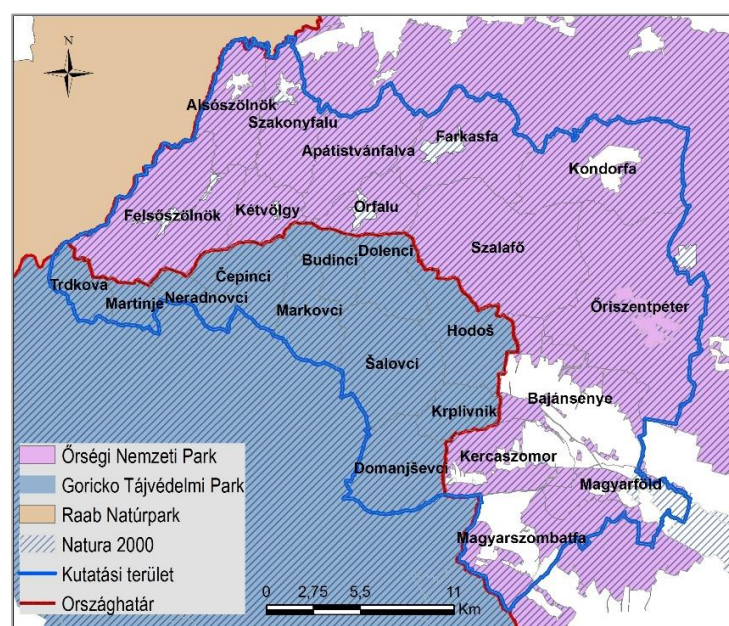 N
Alsószölnök
Szakonyfalu
Farkasfa
Apátistvánfalva
Kondorfa
Felsőszölnök
Kétvölgy
Orfalu
Szalafő
Budinci
Dolenci
Čepinci
Trdkova
Martinje
Neradnovci
Markovci
Őriszentpéter
Hodoš
Šalovci
Bajánsenye
Krplivnik
Kercaszomor
Domanjševci
Magyarföld
Magyarszombatfa
Őrségi Nemzeti Park
Goricko Tájvédelmi Park
Raab Natúrpark
Natura 2000
Kutatási terület
Országhatár
0 2,75 5,5 11
Km